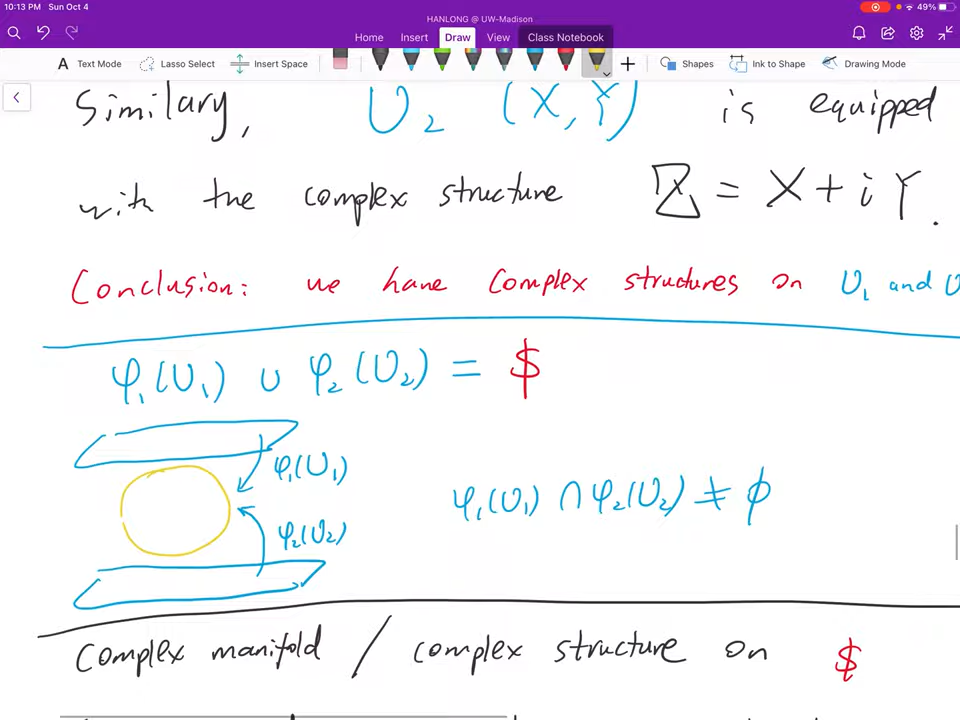 10:13 PM Sun Oct 4
49%
HANLONG @ UW-Madison
Home Insert Draw View Class Notebook
Text Mode Lasso Select Insert Space Shapes Ink to Shape Drawing Mode
Similary, U₂ (X,Y) is equipped
with the complex structure Z = X + iY.
Conclusion: we have complex structures on U₁ and U
φ₁(U₁) ∪ φ₂(U₂) = $
φ₁(U₁)
φ₁(U₁) ∩ φ₂(U₂) ≠ ϕ
φ₂(U₂)
Complex manifold / complex structure on $